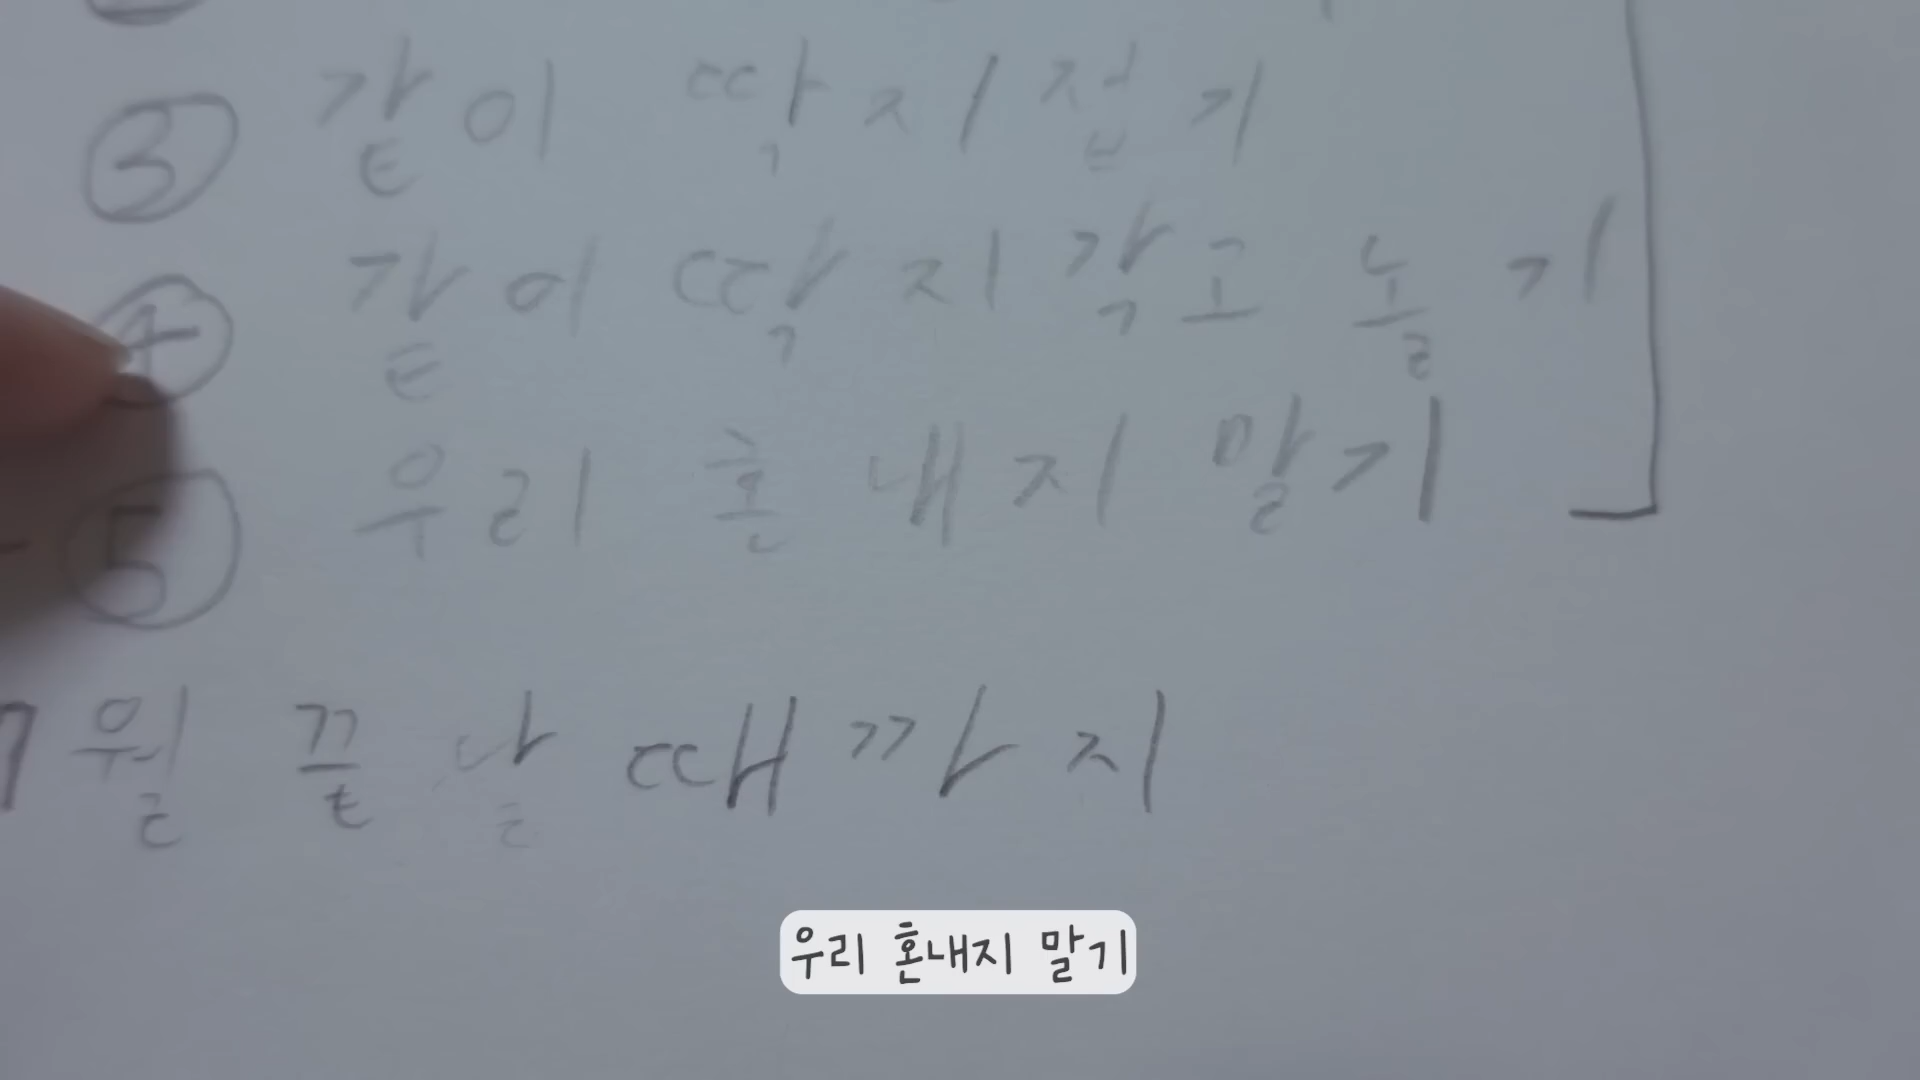 ③ 같이 딱지접기
④ 같이 딱지각고 놀기
⑤ 우리 혼내지 말기
7월 끝날때까지
우리 혼내지 말기